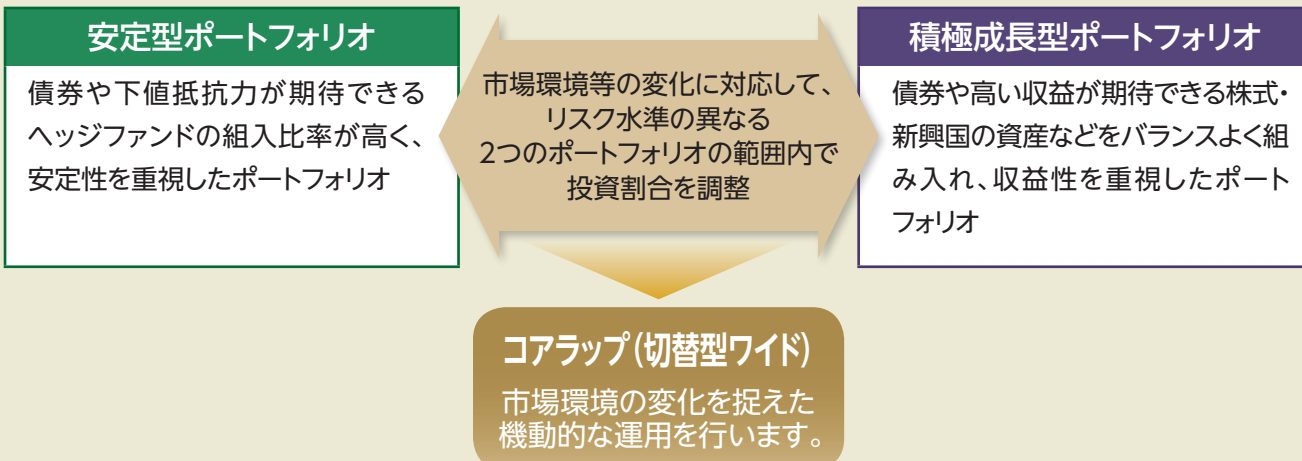 安定型ポートフォリオ
債券や下値抵抗力が期待できる
ヘッジファンドの組入比率が高く、
安定性を重視したポートフォリオ
市場環境等の変化に対応して、
リスク水準の異なる
2つのポートフォリオの範囲内で
投資割合を調整
積極成長型ポートフォリオ
債券や高い収益が期待できる株式・
新興国の資産などをバランスよく組
み入れ、収益性を重視したポート
フォリオ
コアラップ(切替型ワイド)
市場環境の変化を捉えた
機動的な運用を行います。